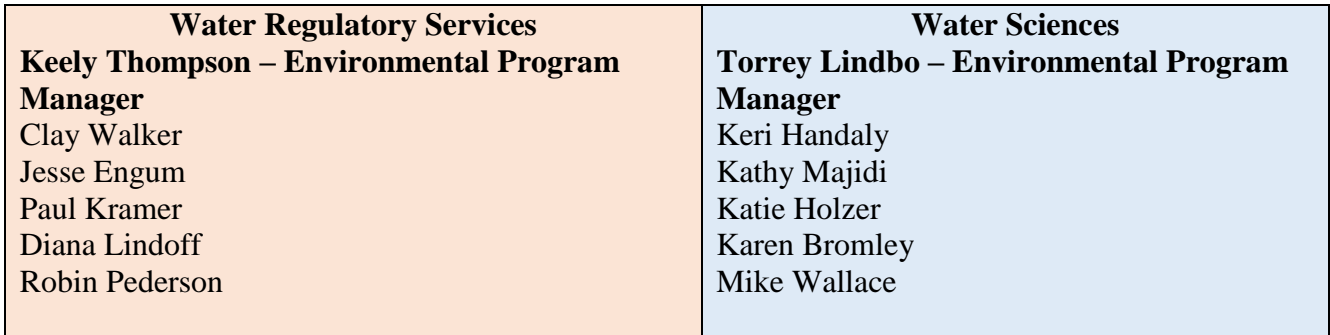 Water Regulatory Services
Keely Thompson – Environmental Program
Manager
Clay Walker
Jesse Engum
Paul Kramer
Diana Lindoff
Robin Pederson
Water Sciences
Torrey Lindbo – Environmental Program
Manager
Keri Handaly
Kathy Majidi
Katie Holzer
Karen Bromley
Mike Wallace